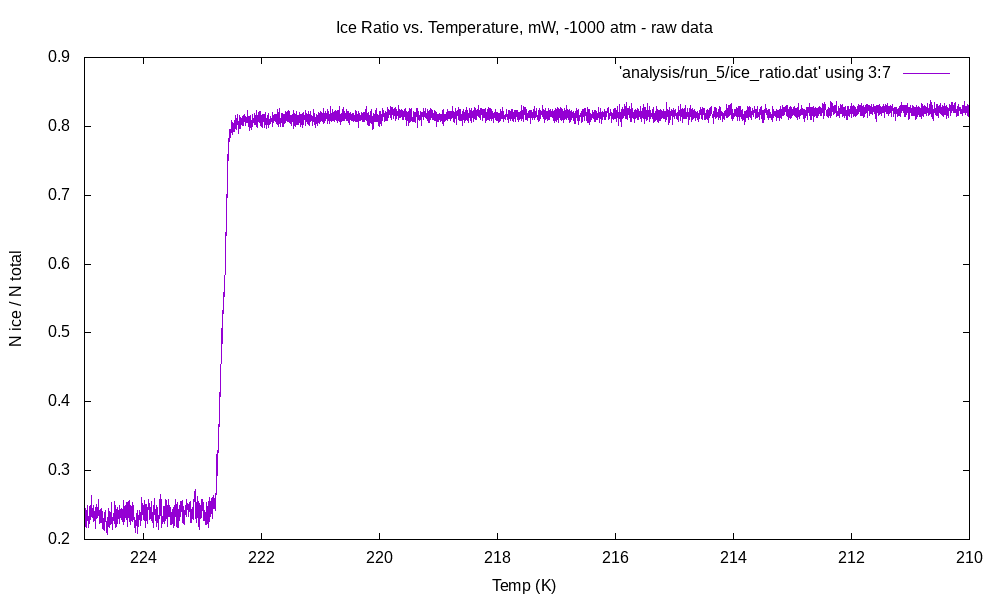 Ice Ratio vs. Temperature, mW, -1000 atm - raw data
'analysis/run_5/ice_ratio.dat' using 3:7
N ice / N total
0.9
0.8
0.7
0.6
0.5
0.4
0.3
0.2
224 222 220 218 216 214 212 210
Temp (K)